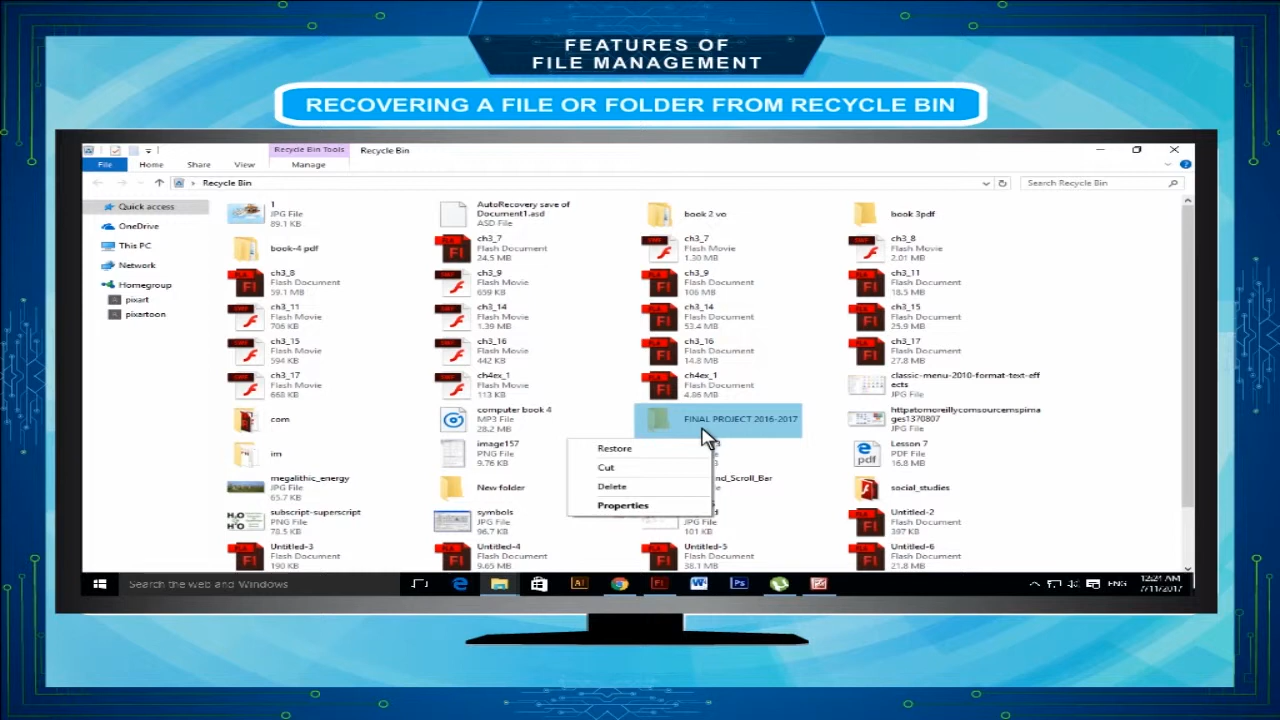 FEATURES OF
FILE MANAGEMENT
RECOVERING A FILE OR FOLDER FROM RECYCLE BIN
Recycle Bin Tools Recycle Bin
File Home Share View Manage
Recycle Bin Search Recycle Bin
Quick access
OneDrive
This PC
Network
Homegroup
pixart
pixartoon
1
JPG File
89.1 KB
AutoRecovery save of
Document1.asd
ASD File
book 2 vo
book 3pdf
book-4 pdf
ch3_7
Flash Document
24.5 MB
ch3_7
Flash Movie
1.30 MB
ch3_8
Flash Movie
2.01 MB
ch3_8
Flash Document
59.1 MB
ch3_9
Flash Movie
659 KB
ch3_9
Flash Document
106 MB
ch3_11
Flash Document
18.5 MB
ch3_11
Flash Movie
706 KB
ch3_14
Flash Movie
1.39 MB
ch3_14
Flash Document
53.4 MB
ch3_15
Flash Document
25.9 MB
ch3_15
Flash Movie
594 KB
ch3_16
Flash Movie
442 KB
ch3_16
Flash Document
14.8 MB
ch3_17
Flash Document
27.8 MB
ch3_17
Flash Movie
668 KB
ch4ex_1
Flash Movie
113 KB
ch4ex_1
Flash Document
4.86 MB
classic-menu-2010-format-text-eff
ects
JPG File
com
computer book 4
MP3 File
28.2 MB
FINAL PROJECT 2016-2017
httpatomoreillycomsourcemspima
ges1370807
JPG File
im
image157
PNG File
9.76 KB
Lesson 7
PDF File
16.8 MB
megalithic_energy
JPG File
65.7 KB
New folder
nd_Scroll_Bar
social_studies
subscript-superscript
PNG File
78.5 KB
symbols
JPG File
96.7 KB
JPG File
101 KB
Untitled-2
Flash Document
397 KB
Untitled-3
Flash Document
190 KB
Untitled-4
Flash Document
9.65 MB
Untitled-5
Flash Document
38.1 MB
Untitled-6
Flash Document
21.8 MB
Restore
Cut
Delete
Properties
Search the web and Windows
ENG
12:24 AM
7/11/2017